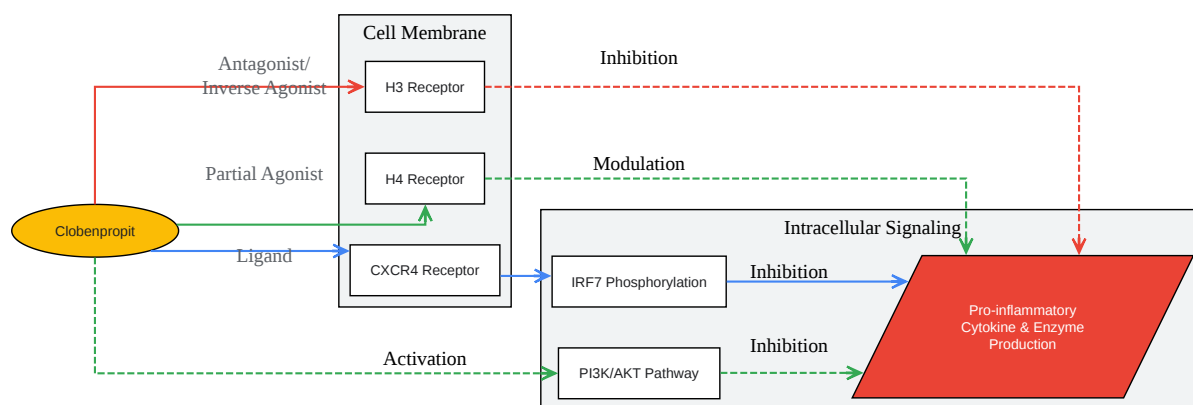 Cell Membrane
Antagonist/
Inverse Agonist
H3 Receptor
Inhibition
Partial Agonist
H4 Receptor
Modulation
Clobenpropit
Ligand
CXCR4 Receptor
Intracellular Signaling
IRF7 Phosphorylation
Inhibition
Pro-inflammatory
Cytokine & Enzyme
Production
Activation
PI3K/AKT Pathway
Inhibition